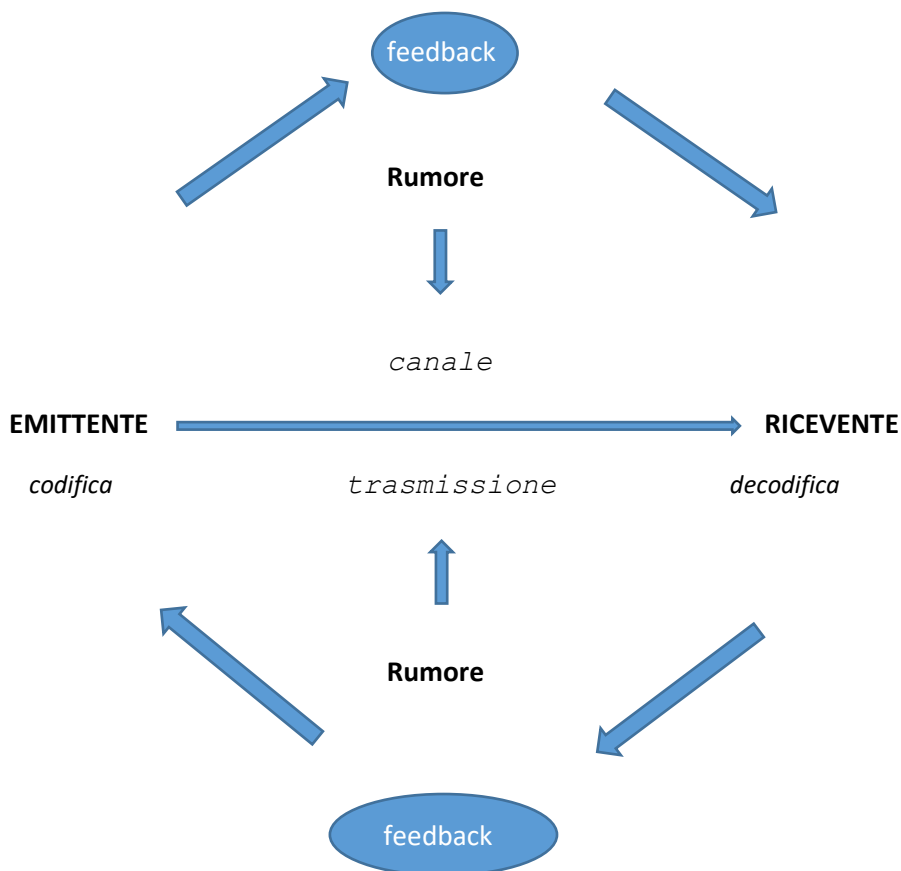 feedback
Rumore
canale
EMITTENTE RICEVENTE
codifica trasmissione decodifica
Rumore
feedback